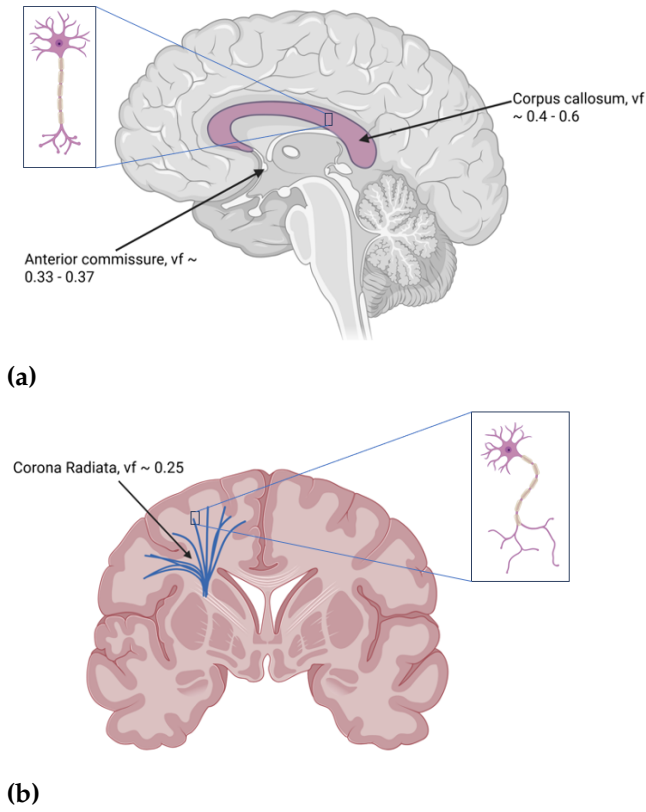 Corpus callosum, vf
~ 0.4 - 0.6
Anterior commissure, vf ~
0.33 - 0.37
(a)
Corona Radiata, vf ~ 0.25
(b)